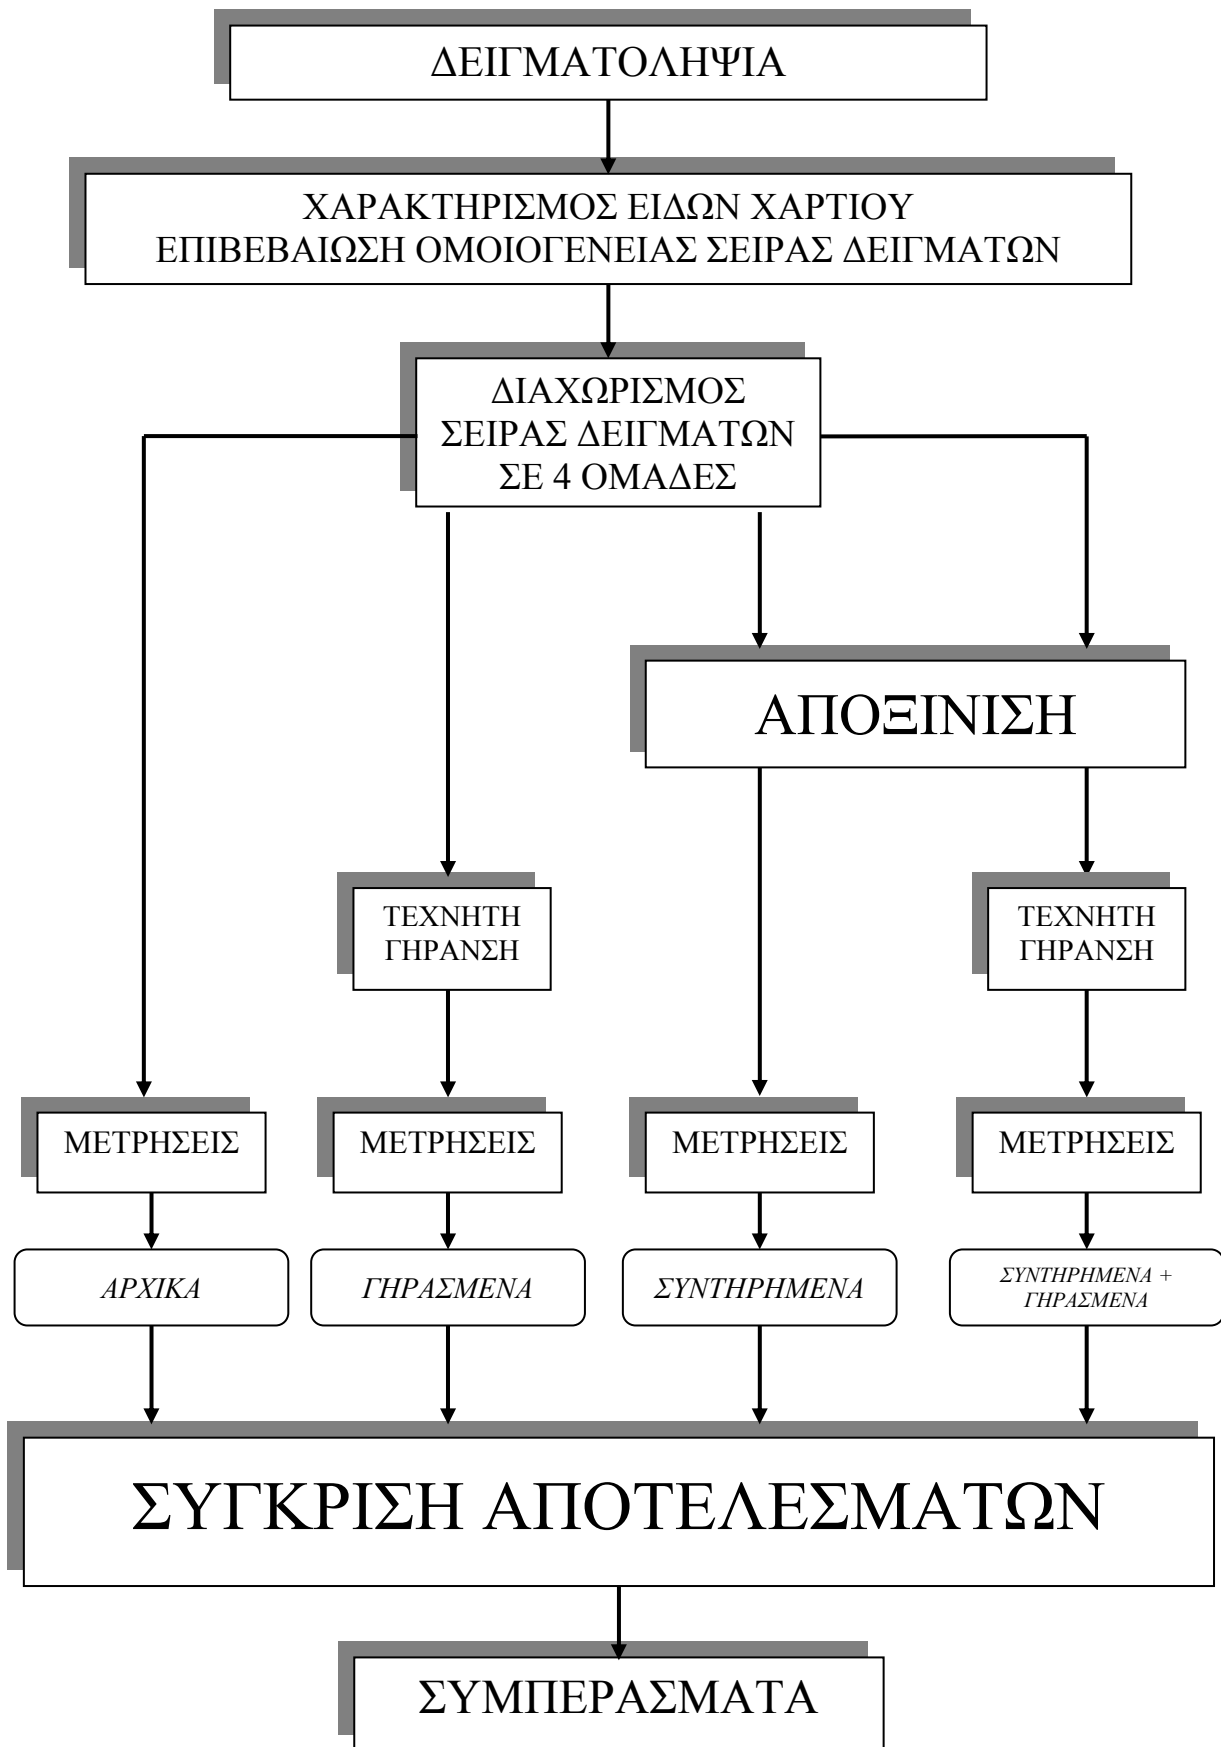 ΔΕΙΓΜΑΤΟΛΗΨΙΑ
ΧΑΡΑΚΤΗΡΙΣΜΟΣ ΕΙΔΩΝ ΧΑΡΤΙΟΥ
ΕΠΙΒΕΒΑΙΩΣΗ ΟΜΟΙΟΓΕΝΕΙΑΣ ΣΕΙΡΑΣ ΔΕΙΓΜΑΤΩΝ
ΔΙΑΧΩΡΙΣΜΟΣ
ΣΕΙΡΑΣ ΔΕΙΓΜΑΤΩΝ
ΣΕ 4 ΟΜΑΔΕΣ
ΑΠΟΞΙΝΙΣΗ
ΤΕΧΝΗΤΗ
ΓΗΡΑΝΣΗ
ΤΕΧΝΗΤΗ
ΓΗΡΑΝΣΗ
ΜΕΤΡΗΣΕΙΣ
ΜΕΤΡΗΣΕΙΣ
ΜΕΤΡΗΣΕΙΣ
ΜΕΤΡΗΣΕΙΣ
ΑΡΧΙΚΑ
ΓΗΡΑΣΜΕΝΑ
ΣΥΝΤΗΡΗΜΕΝΑ
ΣΥΝΤΗΡΗΜΕΝΑ +
ΓΗΡΑΣΜΕΝΑ
ΣΥΓΚΡΙΣΗ ΑΠΟΤΕΛΕΣΜΑΤΩΝ
ΣΥΜΠΕΡΑΣΜΑΤΑ